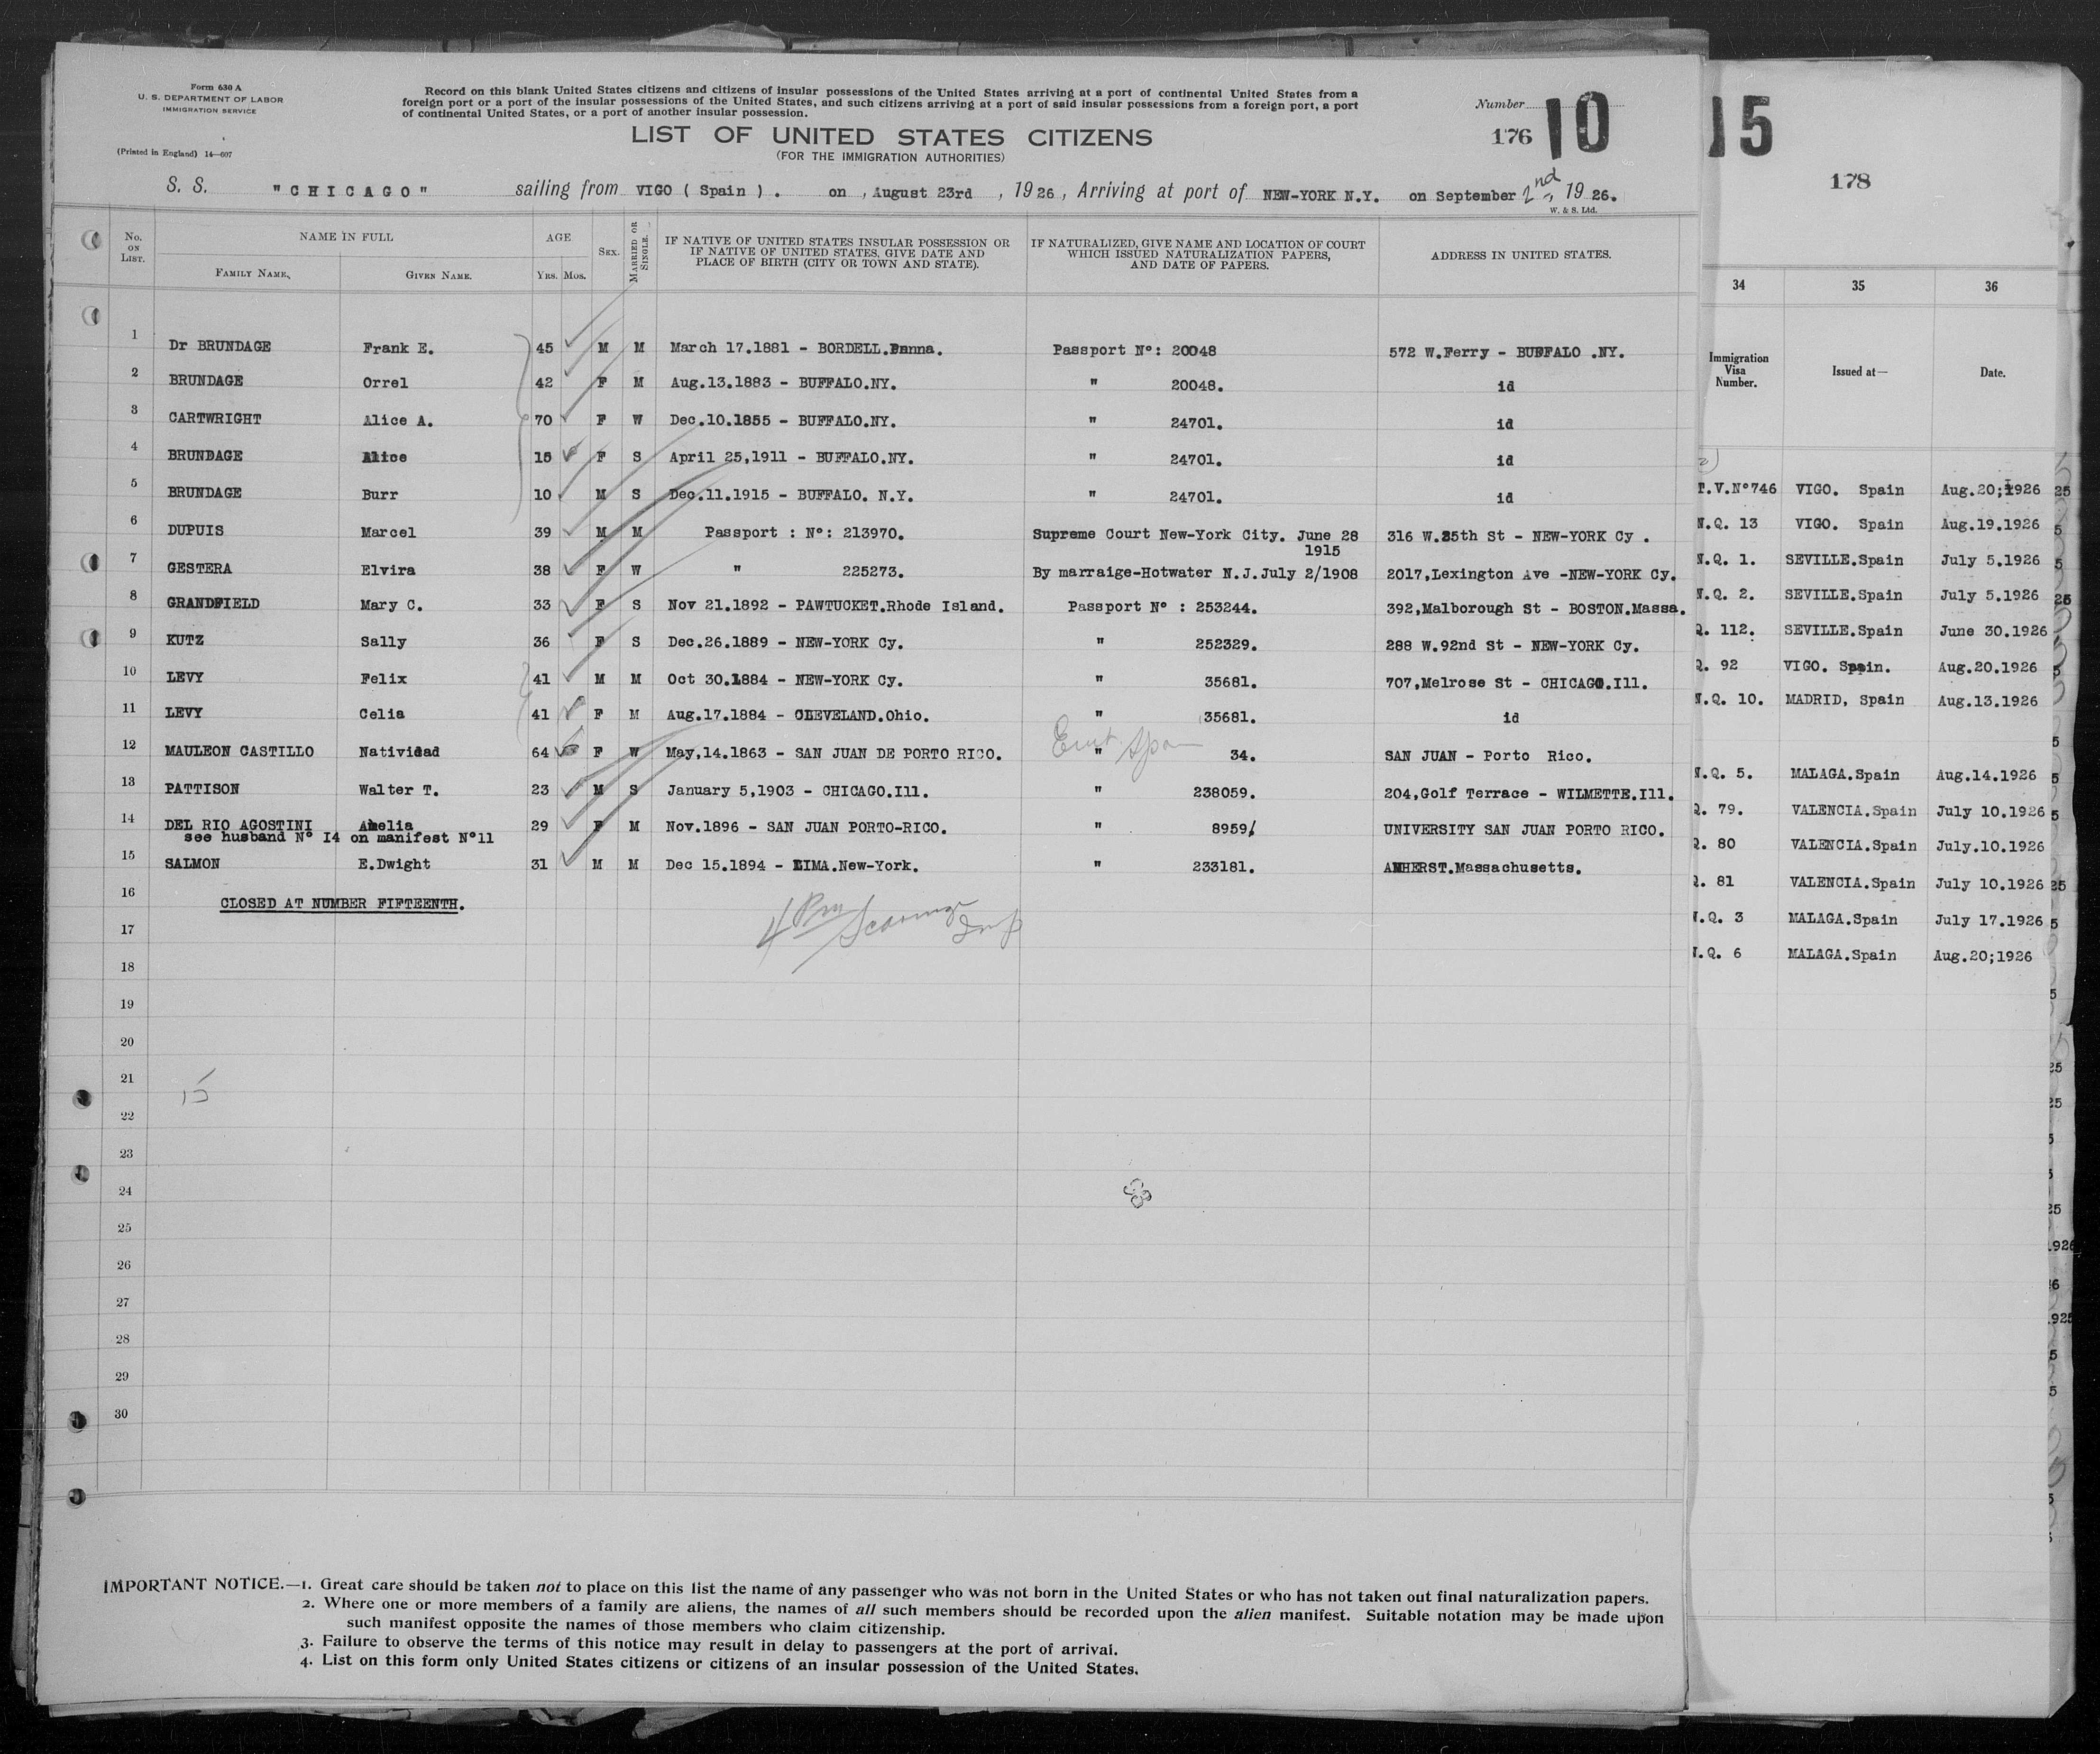 Form 630 A
U. S. DEPARTMENT OF LABOR
IMMIGRATION SERVICE
(Printed in England) 14—607
Record on this blank United States citizens and citizens of insular possessions of the United States arriving at a port of continental United States from a
foreign port or a port of the insular possessions of the United States, and such citizens arriving at a port of said insular possessions from a foreign port, a port
of continental United States, or a port of another insular possession.
LIST OF UNITED STATES CITIZENS
(FOR THE IMMIGRATION AUTHORITIES)
Number 10
176
S. S. "CHICAGO" sailing from VIGO ( Spain ) . on , August 23rd , 19 26 , Arriving at port of NEW-YORK N.Y. on September 2nd , 19 26.
W. & S. Ltd.
No. ON LIST. NAME IN FULL AGE SEX. MARRIED OR SINGLE. IF NATIVE OF UNITED STATES INSULAR POSSESSION OR IF NATIVE OF UNITED STATES, GIVE DATE AND PLACE OF BIRTH (CITY OR TOWN AND STATE). IF NATURALIZED, GIVE NAME AND LOCATION OF COURT WHICH ISSUED NATURALIZATION PAPERS, AND DATE OF PAPERS. ADDRESS IN UNITED STATES.
FAMILY NAME. GIVEN NAME. YRS. MOS.
1 Dr BRUNDAGE Frank E. 45 M M March 17.1881 - BORDELL.Penna. Passport N°: 20048 572 W.Ferry - BUFFALO .NY.
2 BRUNDAGE Orrel 42 F M Aug.13.1883 - BUFFALO.NY. " 20048. id
3 CARTWRIGHT Alice A. 70 F W Dec.10.1855 - BUFFALO.NY. " 24701. id
4 BRUNDAGE Alice 15 F S April 25,1911 - BUFFALO.NY. " 24701. id
5 BRUNDAGE Burr 10 M S Dec.11.1915 - BUFFALO. N.Y. " 24701. id
6 DUPUIS Marcel 39 M M Passport : N°: 213970. Supreme Court New-York City. June 28 1915 316 W.85th St - NEW-YORK Cy .
7 GESTERA Elvira 38 F W " 225273. By marraige-Hotwater N.J.July 2/1908 2017,Lexington Ave -NEW-YORK Cy.
8 GRANDFIELD Mary C. 33 F S Nov 21.1892 - PAWTUCKET.Rhode Island. Passport N° : 253244. 392,Malborough St - BOSTON.Massa.
9 KUTZ Sally 36 F S Dec.26.1889 - NEW-YORK Cy. " 252329. 288 W.92nd St - NEW-YORK Cy.
10 LEVY Felix 41 M M Oct 30.1884 - NEW-YORK Cy. " 35681. 707,Melrose St - CHICAGO.Ill.
11 LEVY Celia 41 F M Aug.17.1884 - CLEVELAND.Ohio. " 35681. id
12 MAULEON CASTILLO Natividad 64 F W May,14.1863 - SAN JUAN DE PORTO RICO. " 34. SAN JUAN - Porto Rico.
13 PATTISON Walter T. 23 M S January 5,1903 - CHICAGO.Ill. " 238059. 204,Golf Terrace - WILMETTE.Ill.
14 DEL RIO AGOSTINI Amelia 29 F M Nov.1896 - SAN JUAN PORTO-RICO. " 8959/ UNIVERSITY SAN JUAN PORTO RICO.
see husband N° 14 on manifest N°11
15 SALMON E.Dwight 31 M M Dec 15.1894 - LIMA.New-York. " 233181. AMHERST.Massachusetts.
16 CLOSED AT NUMBER FIFTEENTH.
17
18
19
20
21
22
23
24
25
26
27
28
29
30
15
IMPORTANT NOTICE.—1. Great care should be taken not to place on this list the name of any passenger who was not born in the United States or who has not taken out final naturalization papers.
2. Where one or more members of a family are aliens, the names of all such members should be recorded upon the alien manifest. Suitable notation may be made upon
such manifest opposite the names of those members who claim citizenship.
3. Failure to observe the terms of this notice may result in delay to passengers at the port of arrival.
4. List on this form only United States citizens or citizens of an insular possession of the United States.
15
178
34 35 36
Immigration Visa Number. Issued at— Date.
T.V.N°746 VIGO. Spain Aug.20;1926
N.Q. 13 VIGO. Spain Aug.19.1926
N.Q. 1. SEVILLE.Spain July 5.1926
N.Q. 2. SEVILLE.Spain July 5.1926
Q. 112. SEVILLE.Spain June 30.1926
Q. 92 VIGO. Spain. Aug.20.1926
N.Q. 10. MADRID, Spain Aug.13.1926
N.Q. 5. MALAGA.Spain Aug.14.1926
Q. 79. VALENCIA.Spain July 10.1926
Q. 80 VALENCIA.Spain July.10.1926
Q. 81 VALENCIA.Spain July 10.1926
N.Q. 3 MALAGA.Spain July 17.1926
N.Q. 6 MALAGA.Spain Aug.20;1926